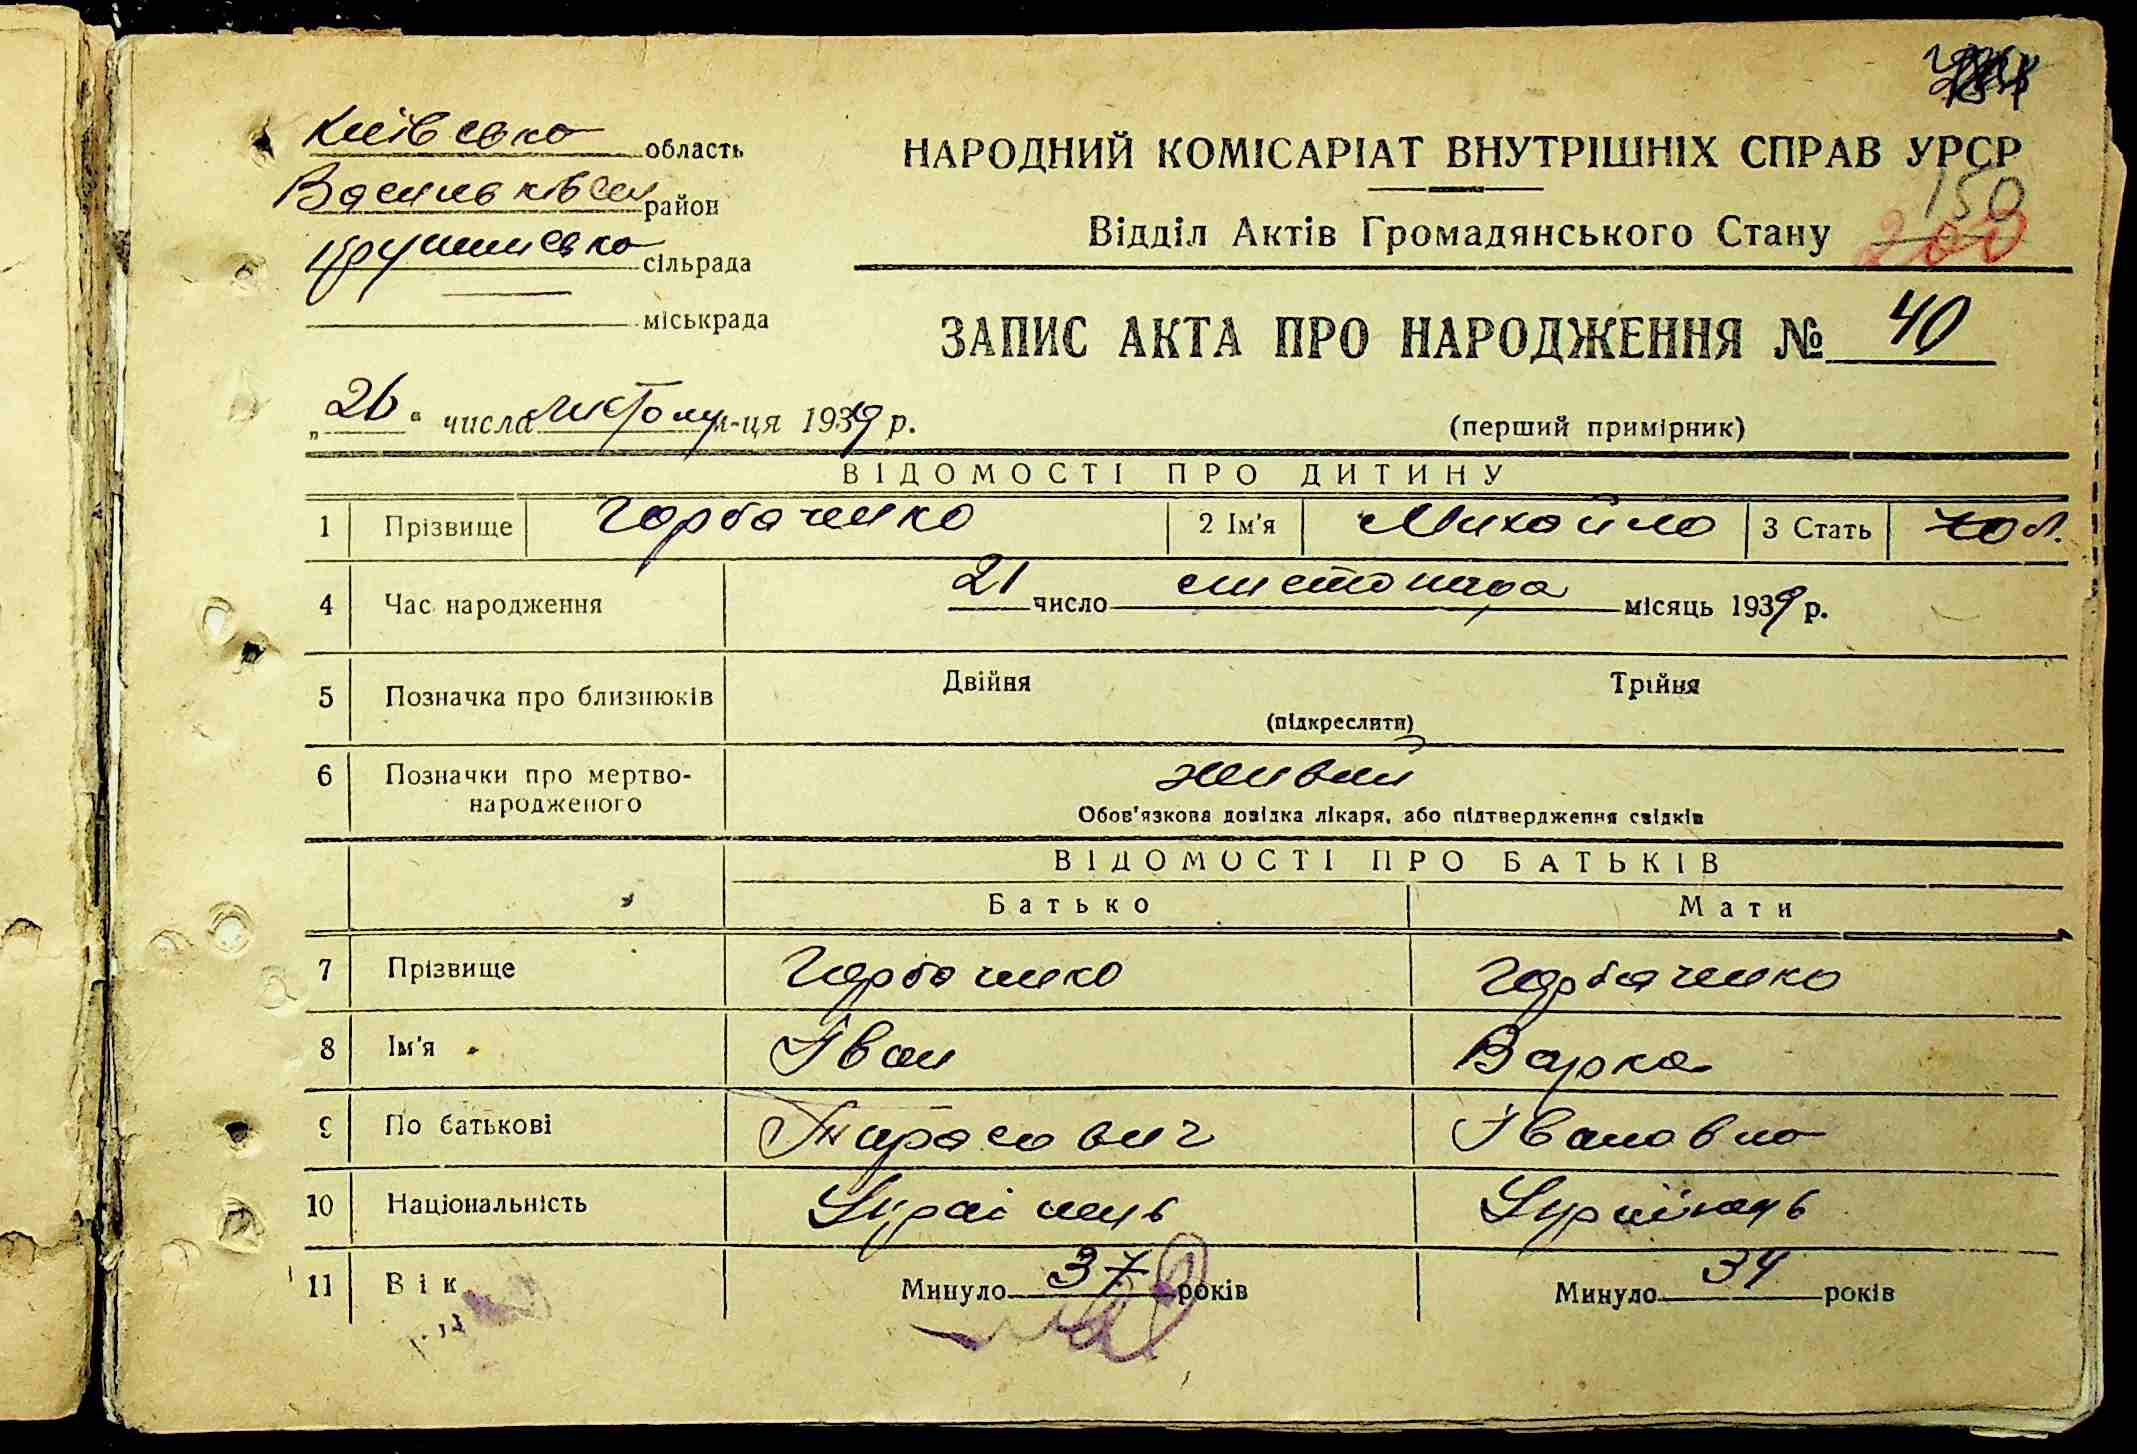 Київська область
Васильківський район
сільрада
міськрада
НАРОДНИЙ КОМІСАРІАТ ВНУТРІШНІХ СПРАВ УРСР
150
Відділ Актів Громадянського Стану 200
ЗАПИС АКТА ПРО НАРОДЖЕННЯ № 40
„26“ числа листопад м-ця 1939 р.
(перший примірник)
ВІДОМОСТІ ПРО ДИТИНУ
1 Прізвище Горбаченко 2 Ім'я Михайло 3 Стать чол.
4 Час народження 21 число листопада місяць 1939 р.
5 Позначка про близнюків Двійня Трійня
(підкреслити)
6 Позначки про мертво-народженого живий
Обов'язкова довідка лікаря, або підтвердження свідків
ВІДОМОСТІ ПРО БАТЬКІВ
Батько Мати
7 Прізвище Горбаченко Горбаченко
8 Ім'я Іван Варка
9 По батькові Тарасович Івановна
10 Національність Українць Українць
11 Вік Минуло 37 років Минуло 34 років